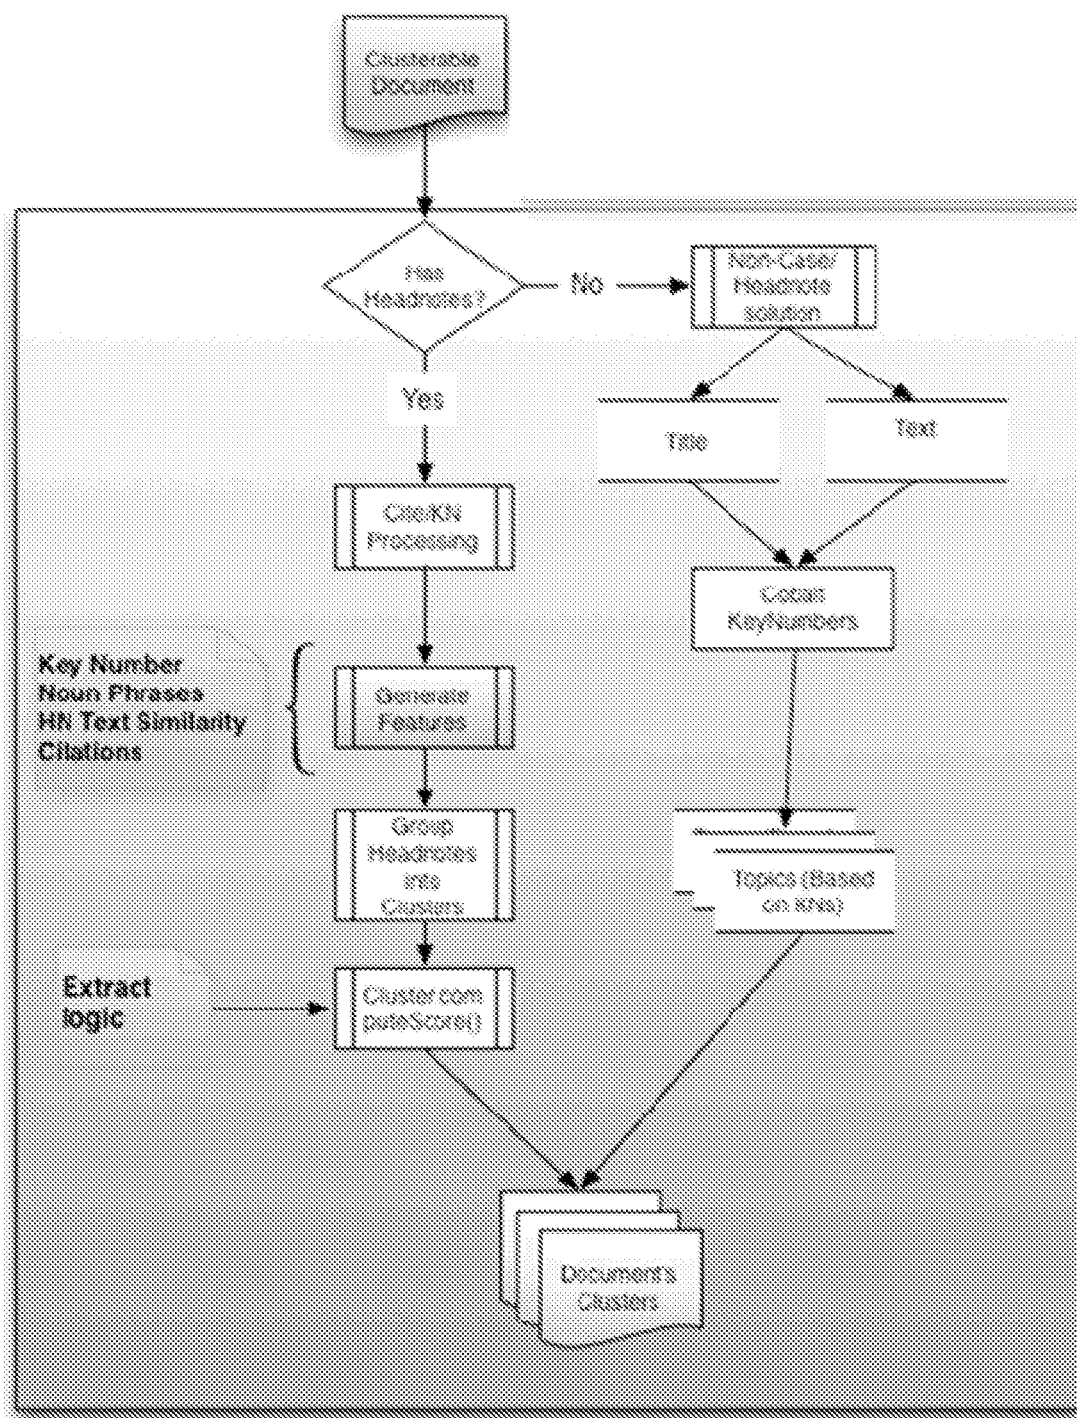 Clusterable
Document
Has
Headnotes?
No
Non-Case/
Headnote
solution
Yes
Title
Text
Cite/KN
Processing
Cobalt
KeyNumbers
Key Number
Noun Phrases
HN Text Similarity
Citations
Generate
Features
Group
Headnotes
into
Clusters
Topics (Based
on KNs)
Extract
logic
Cluster.com
puteScore()
Document's
Clusters